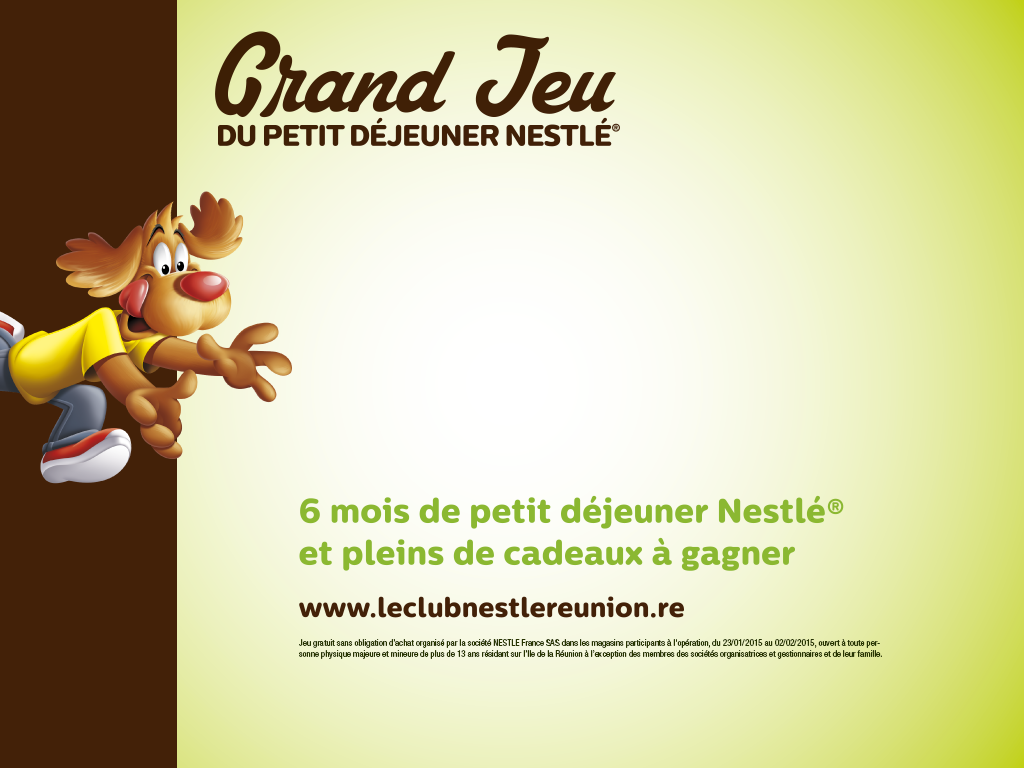 Grand Jeu
DU PETIT DÉJEUNER NESTLÉ®
6 mois de petit déjeuner Nestlé®
et pleins de cadeaux à gagner
www.leclubnestlereunion.re
Jeu gratuit sans obligation d'achat organisé par la société NESTLE France SAS dans les magasins participants à l'opération, du 23/01/2015 au 02/02/2015, ouvert à toute per-
sonne physique majeure et mineure de plus de 13 ans résidant sur l'Ile de la Réunion à l'exception des membres des sociétés organisatrices et gestionnaires et de leur famille.